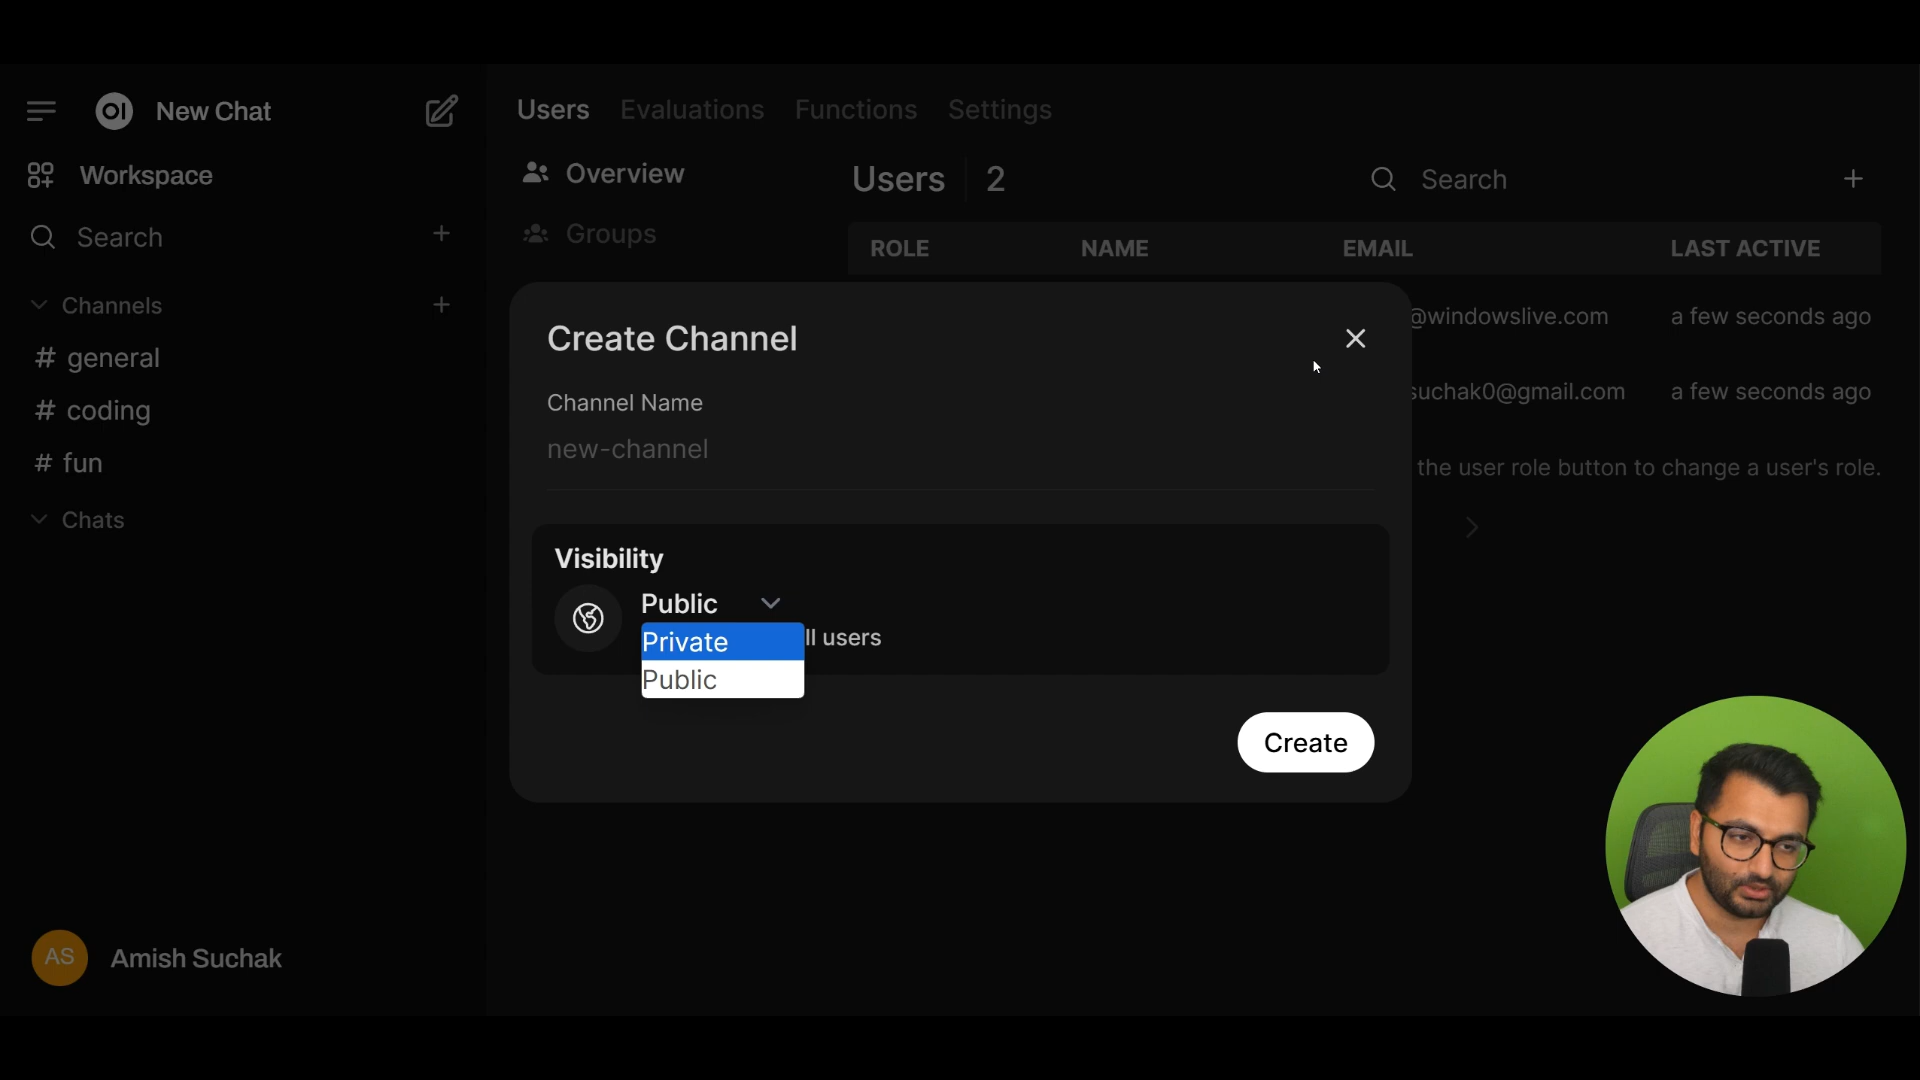 OI New Chat
Workspace
Search
Channels
# general
# coding
# fun
Chats
AS Amish Suchak
Users Evaluations Functions Settings
Overview
Groups
Users 2
Search
ROLE NAME EMAIL LAST ACTIVE
@windowslive.com a few seconds ago
suchak0@gmail.com a few seconds ago
the user role button to change a user's role.
Create Channel
Channel Name
new-channel
Visibility
Public
Private
Public
ll users
Create